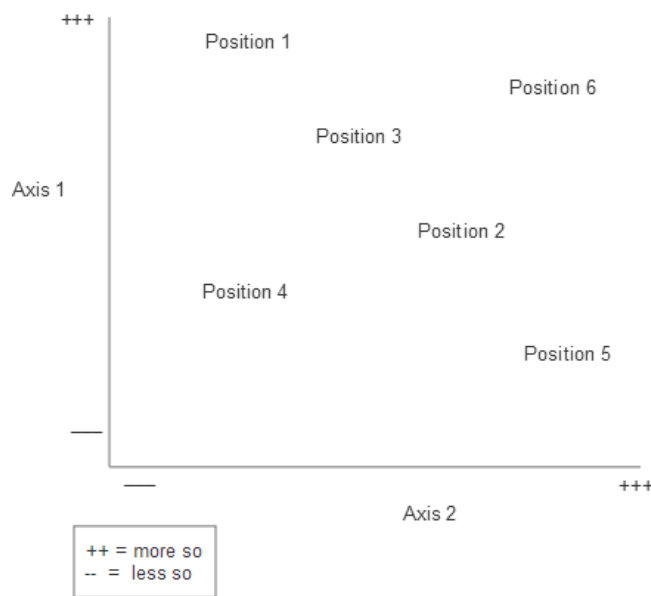 +++
Position 1
Position 6
Position 3
Axis 1
Position 2
Position 4
Position 5
---
--- +++
Axis 2
++ = more so
-- = less so